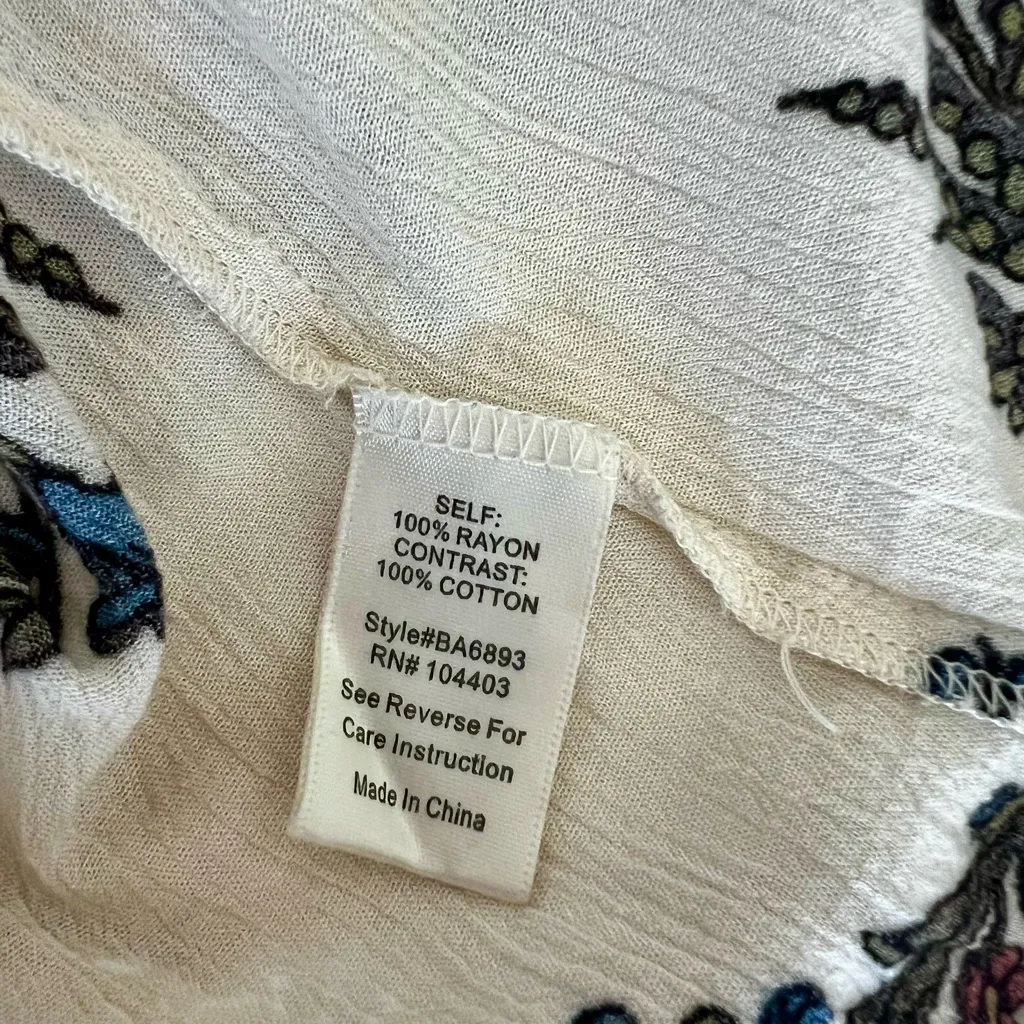 SELF:
100% RAYON
CONTRAST:
100% COTTON
Style#BA6893
RN# 104403
See Reverse For
Care Instruction
Made In China